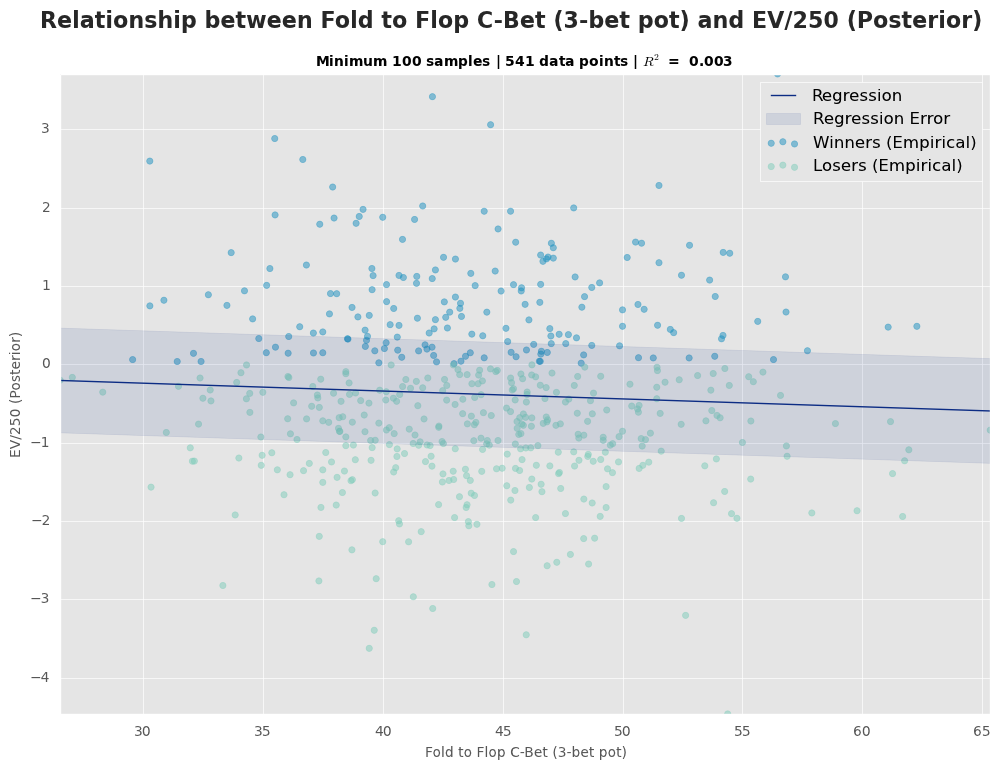 Relationship between Fold to Flop C-Bet (3-bet pot) and EV/250 (Posterior)
Minimum 100 samples | 541 data points | R² = 0.003
Regression
Regression Error
Winners (Empirical)
Losers (Empirical)
EV/250 (Posterior)
3
2
1
0
−1
−2
−3
−4
30 35 40 45 50 55 60 65
Fold to Flop C-Bet (3-bet pot)